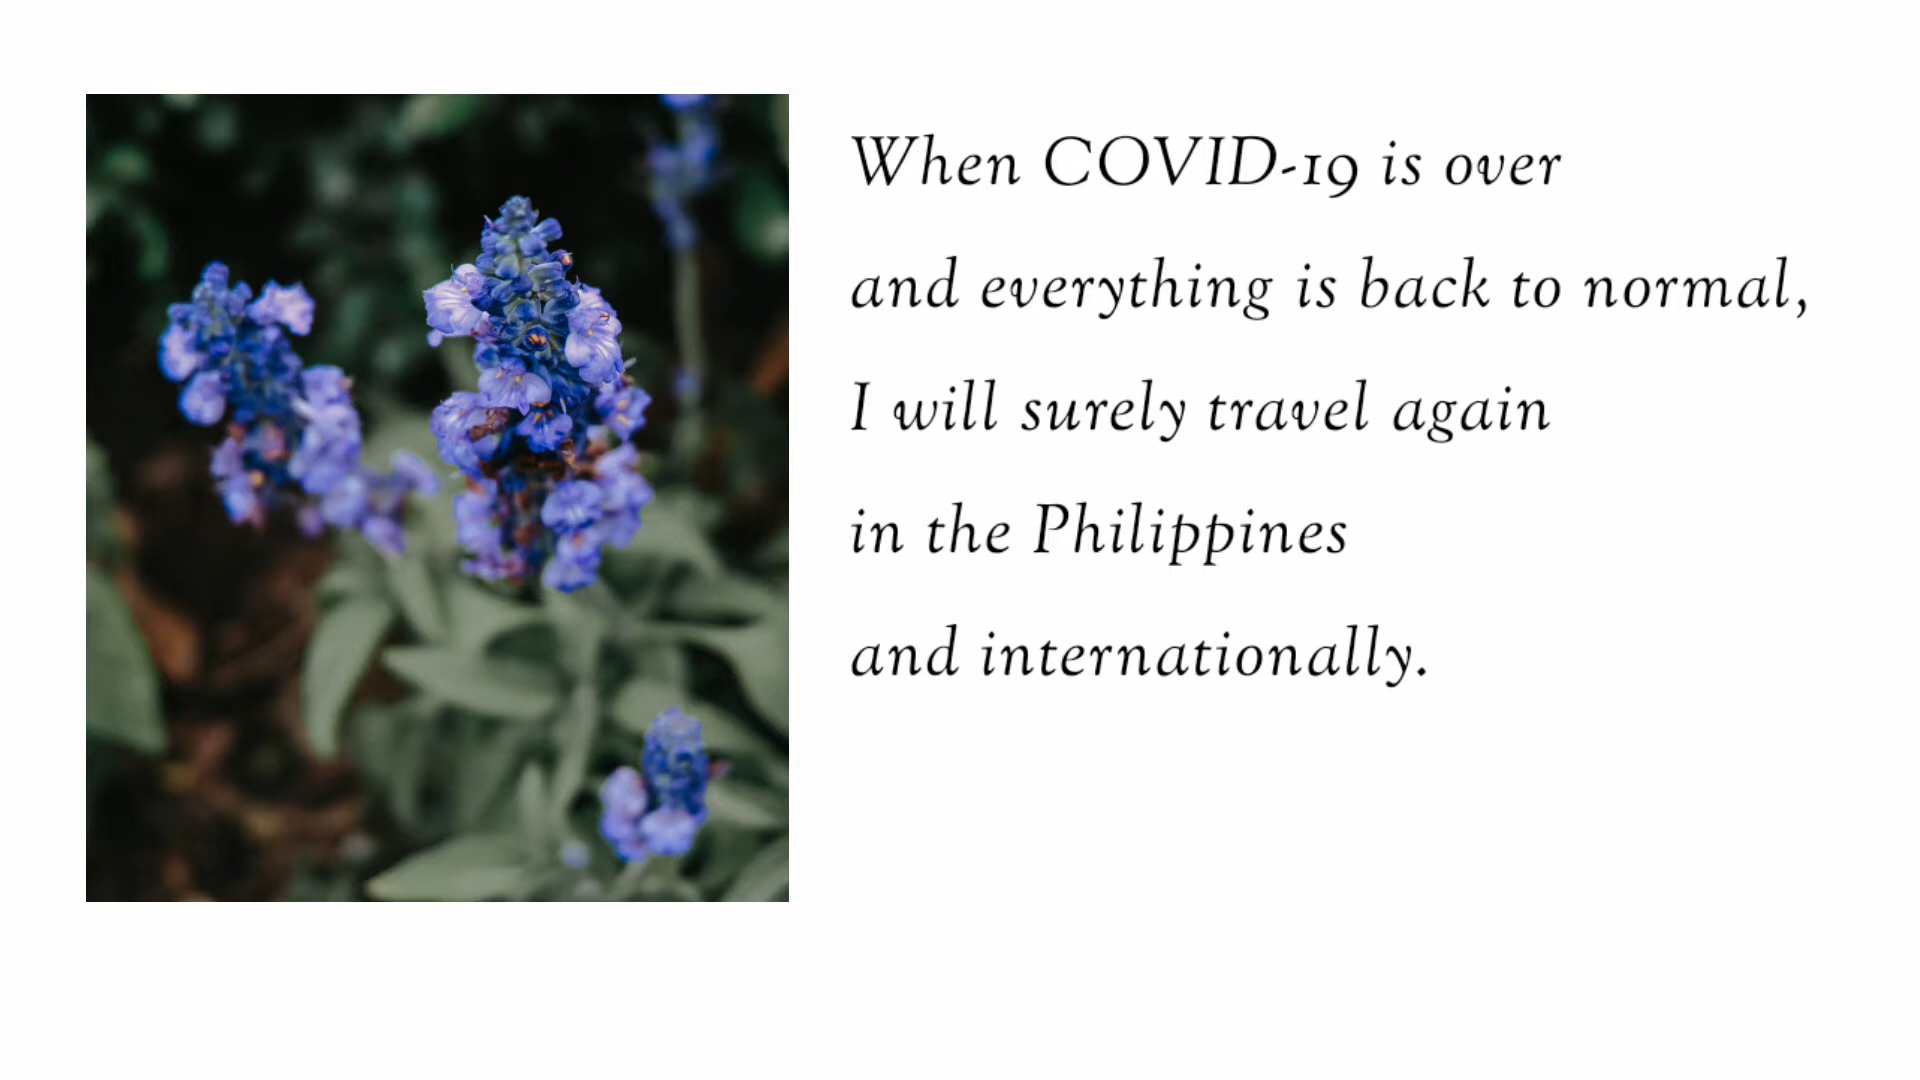 When COVID-19 is over
and everything is back to normal,
I will surely travel again
in the Philippines
and internationally.